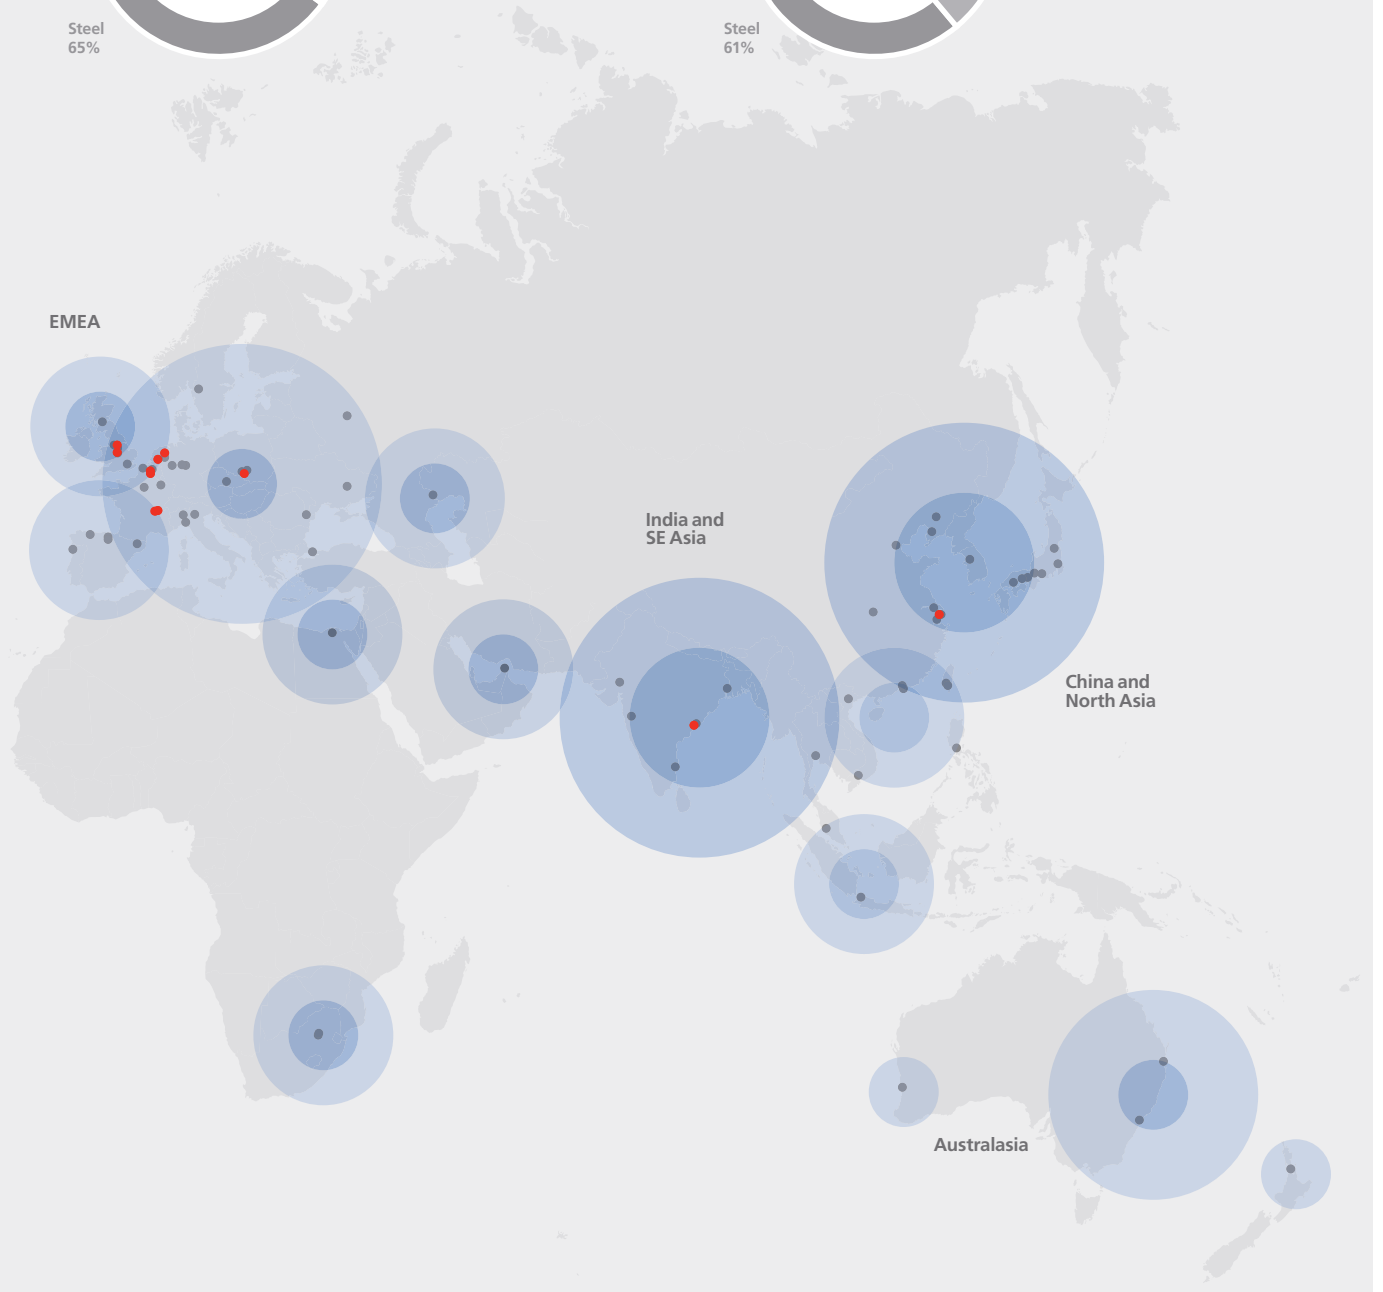 Steel
65%
Steel
61%
EMEA
India and
SE Asia
China and
North Asia
Australasia